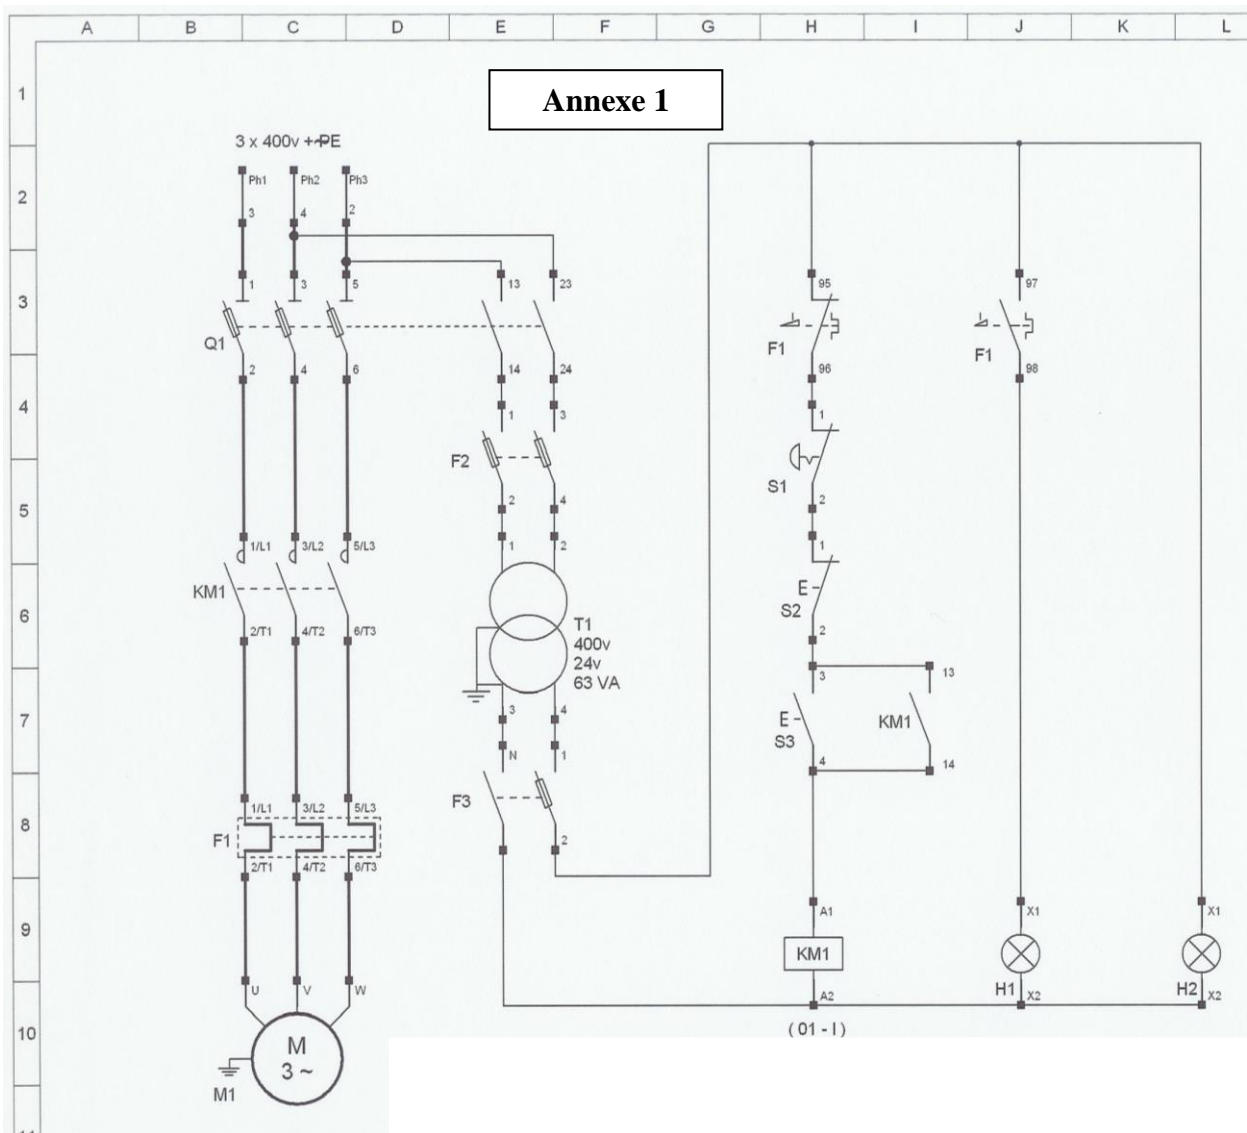 A B C D E F G H I J K L
1
Annexe 1
3 x 400v +PE
2
Ph1 Ph2 Ph3
3 4 2
3
1 3 5 13 23 95 97
Q1 F1 F1
2 4 6 14 24 96 98
4
1 3 1
F2
S1
5
2 4 2
1/L1 3/L2 5/L3 1 2 1
KM1 E
6
S2
2/T1 4/T2 6/T3 2
T1
400v
24v
63 VA
3 13
7
3 4 E KM1
S3
N 1 4 14
F3
8
1/L1 3/L2 5/L3
F1
2/T1 4/T2 6/T3 2
9
A1 X1 X1
KM1
U V W A2 H1 X2 H2 X2
10
(01 - I)
M
3 ~
M1